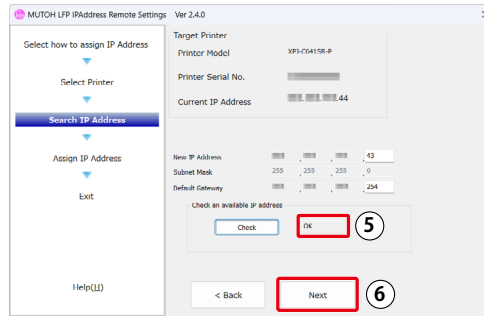 MUTOH LFP IPAddress Remote Settings Ver 2.4.0
Select how to assign IP Address
Select Printer
Search IP Address
Assign IP Address
Exit
Help(H)
Target Printer
Printer Model XPJ-C641SR-P
Printer Serial No.
Current IP Address .44
New IP Address 43
Subnet Mask 255 . 255 . 255 . 0
Default Gateway 254
Check an available IP address
Check OK 5
< Back Next 6